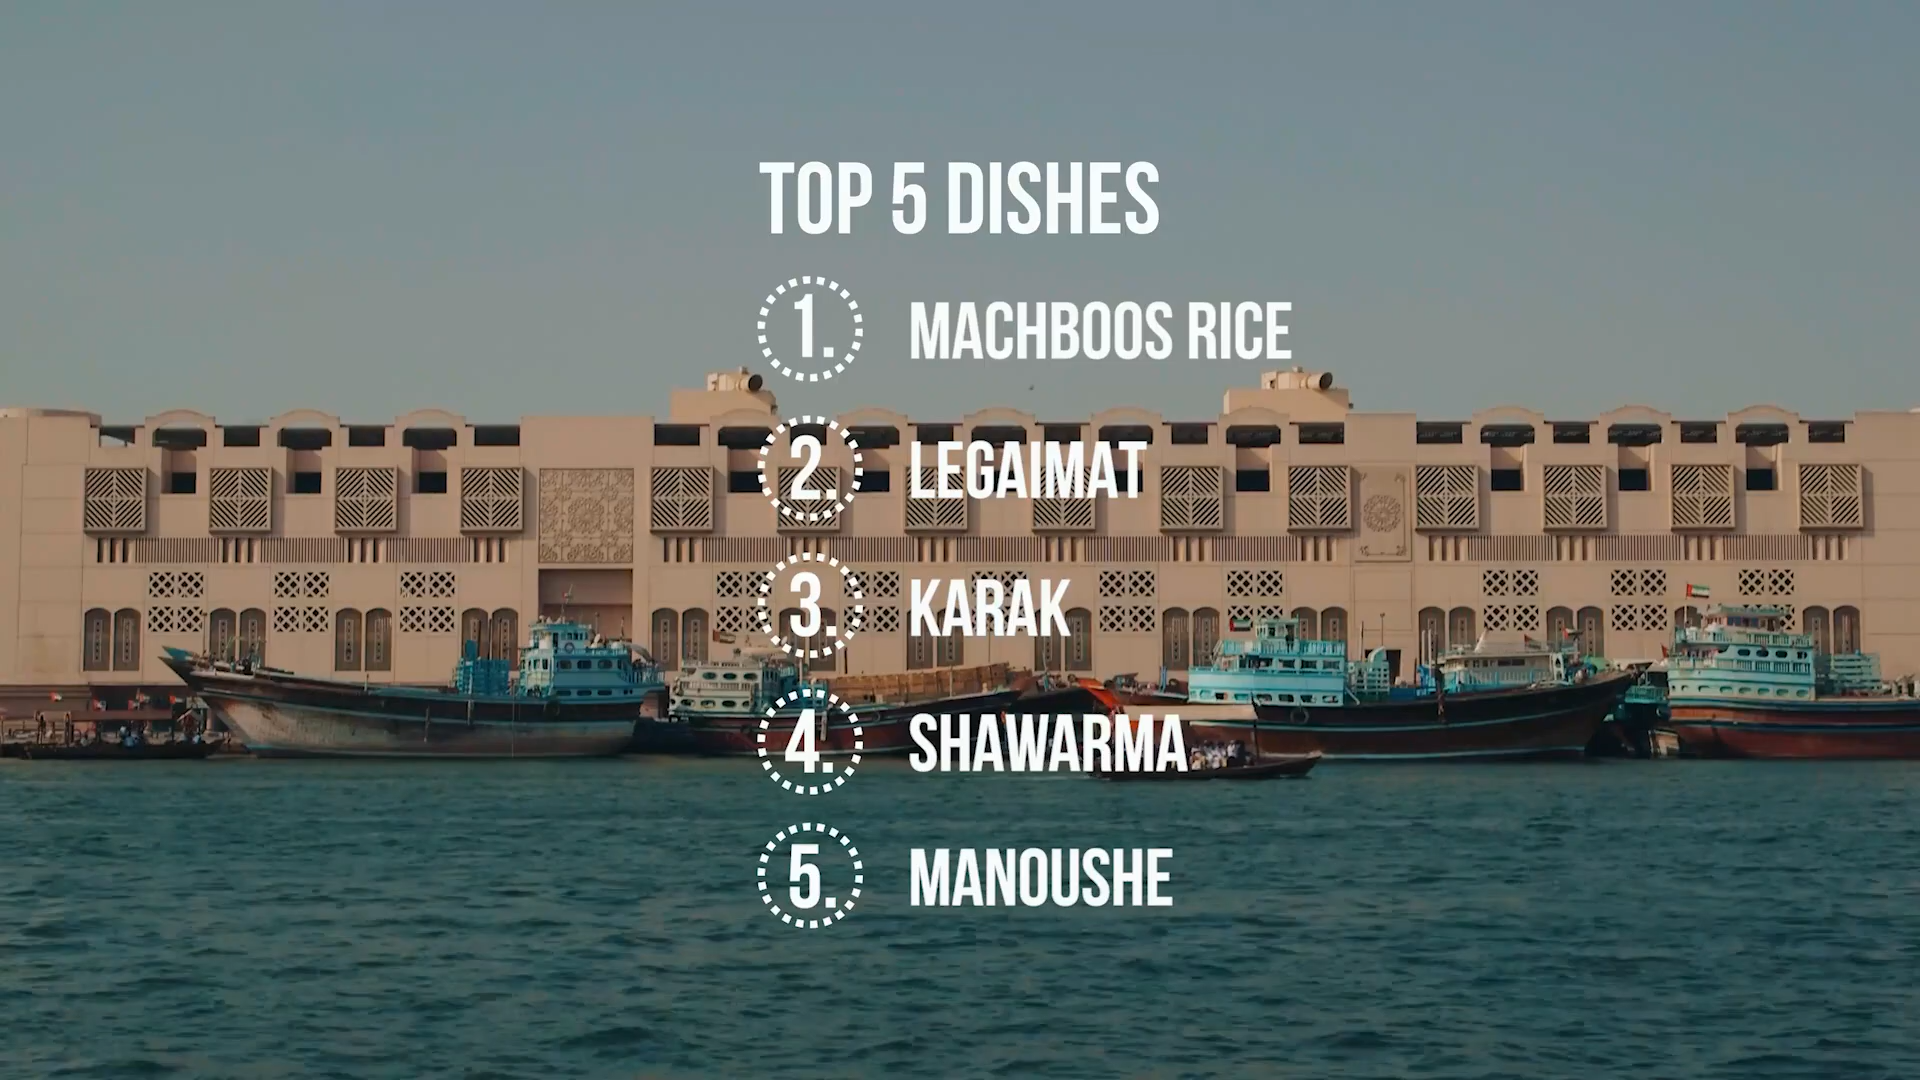 TOP 5 DISHES
1. MACHBOOS RICE
2. LEGAIMAT
3. KARAK
4. SHAWARMA
5. MANOUSHE